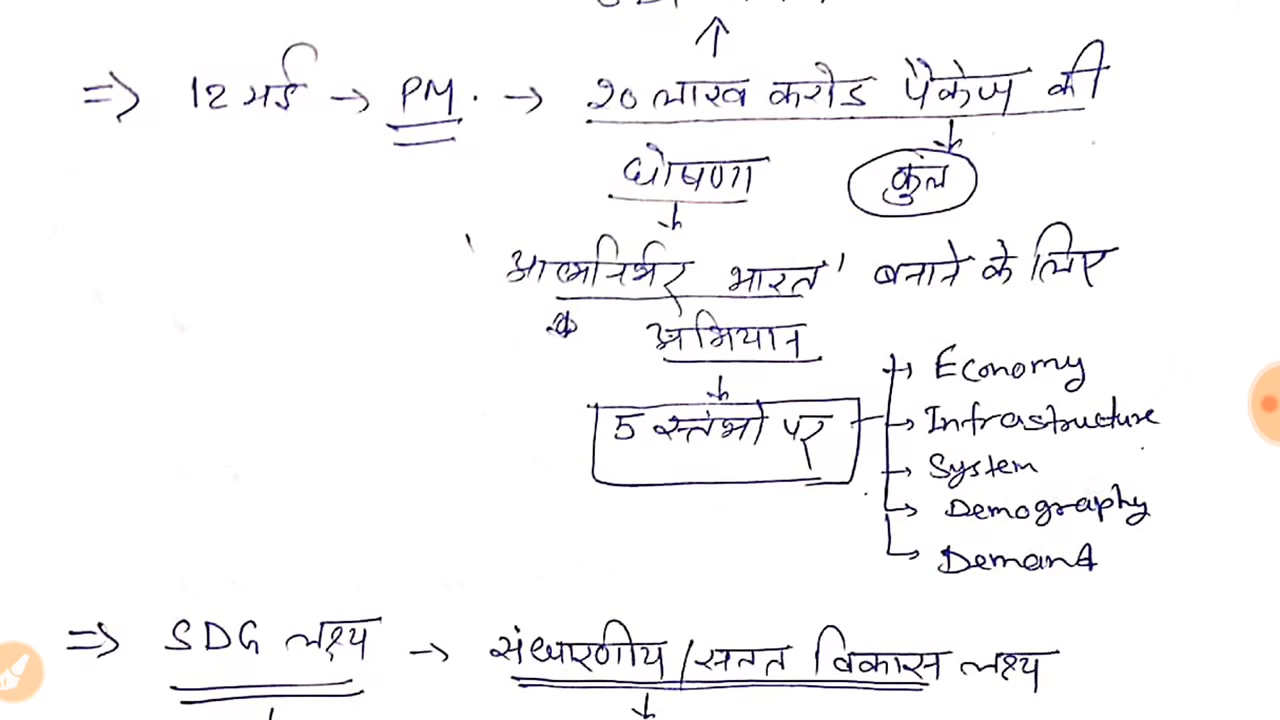 => 12 मई → PM. → २० लाख करोड पैकेज की
घोषणा
कुल
'आत्मनिर्भर भारत' बनाने के लिए
अभियान
5 स्तंभो पर
→ Economy
→ Infrastructure
→ System
→ Demography
→ Demand
=> SDG लक्ष्य → संधारणीय/सतत विकास लक्ष्य